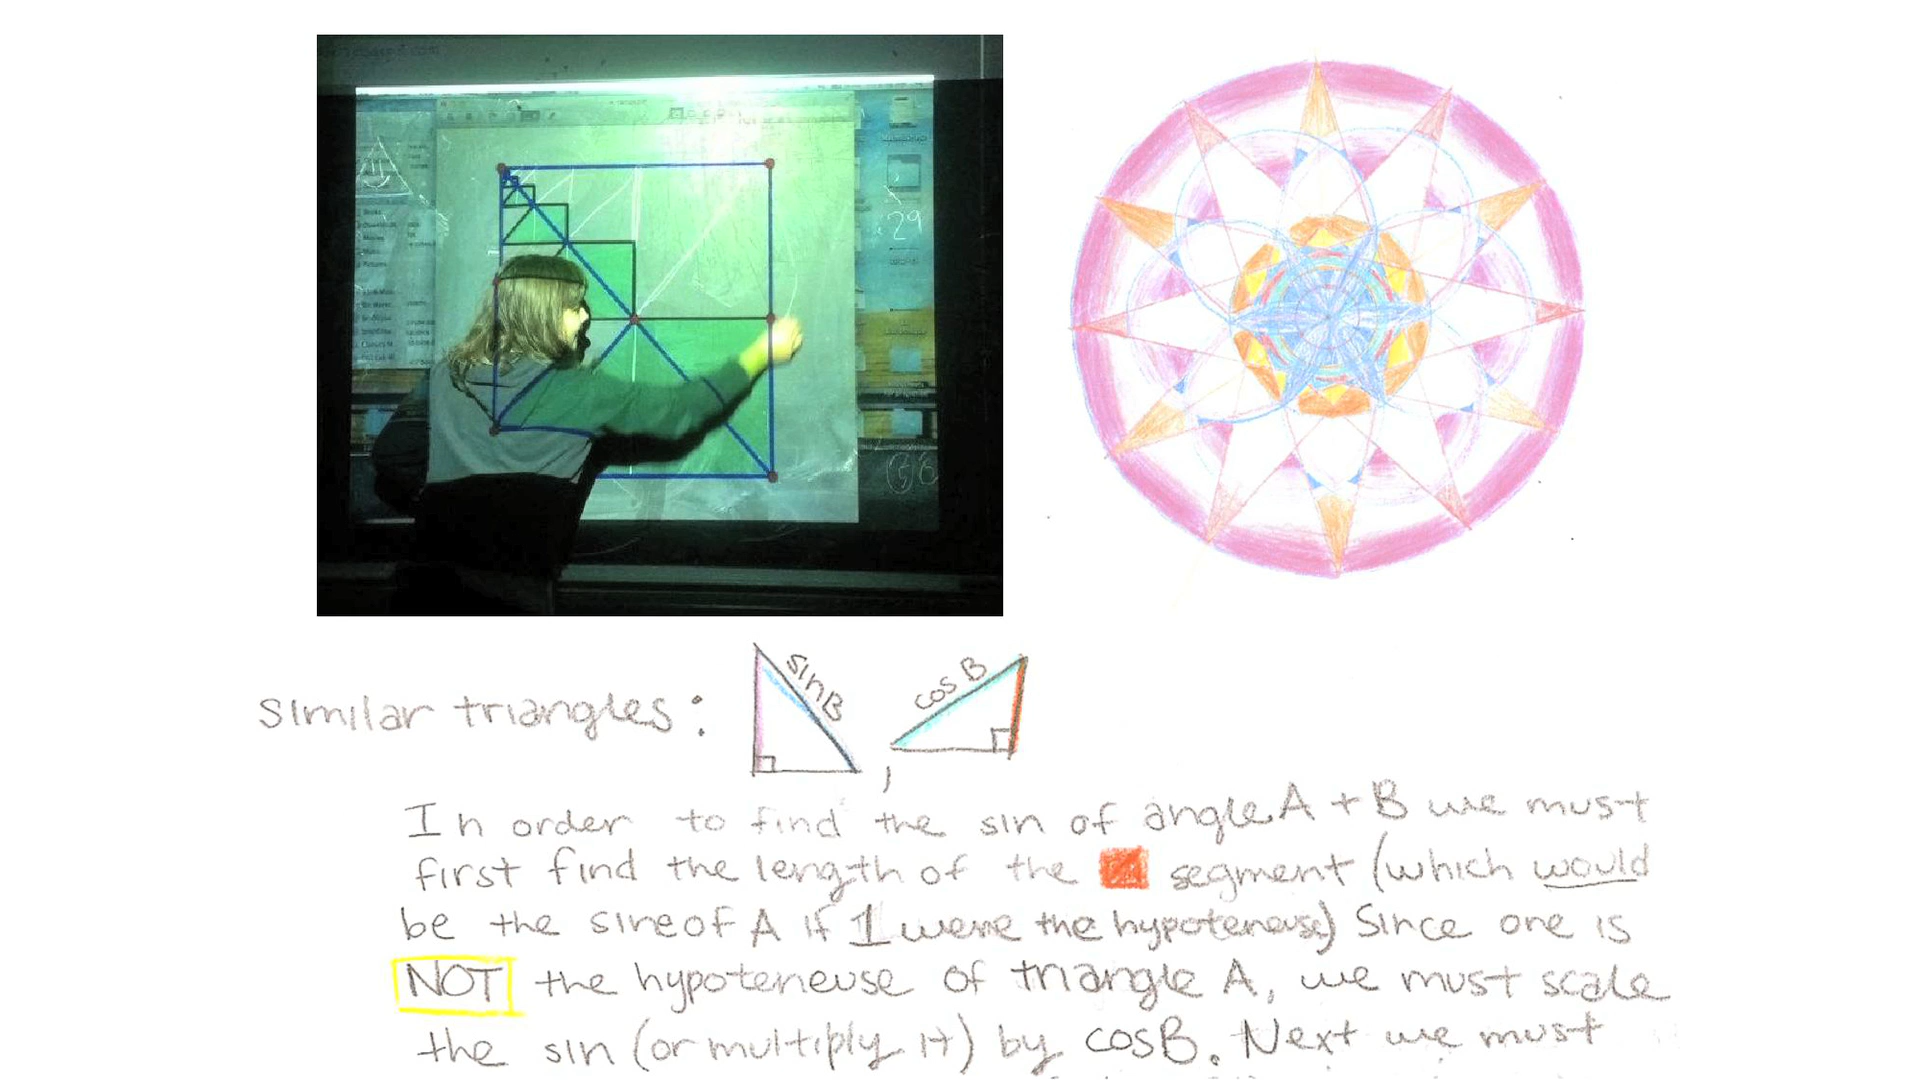 similar triangles:
sinB
cosB
,
In order to find the sin of angle A + B we must
first find the length of the segment (which would
be the sine of A if 1 were the hypoteneuse) Since one is
NOT the hypoteneuse of triangle A, we must scale
the sin (or multiply it) by cosB. Next we must
29